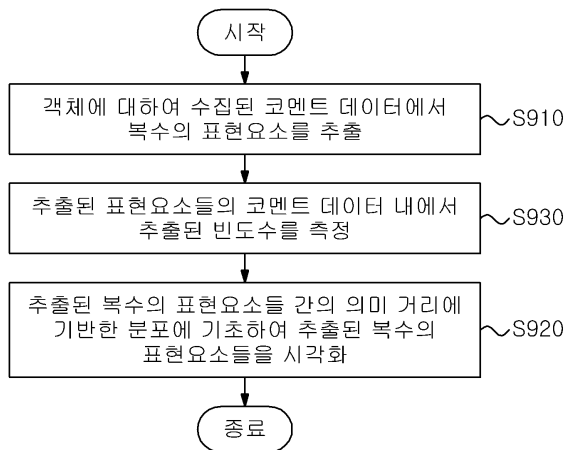 시작
객체에 대하여 수집된 코멘트 데이터에서
복수의 표현요소를 추출
S910
추출된 표현요소들의 코멘트 데이터 내에서
추출된 빈도수를 측정
S930
추출된 복수의 표현요소들 간의 의미 거리에
기반한 분포에 기초하여 추출된 복수의
표현요소들을 시각화
S920
종료